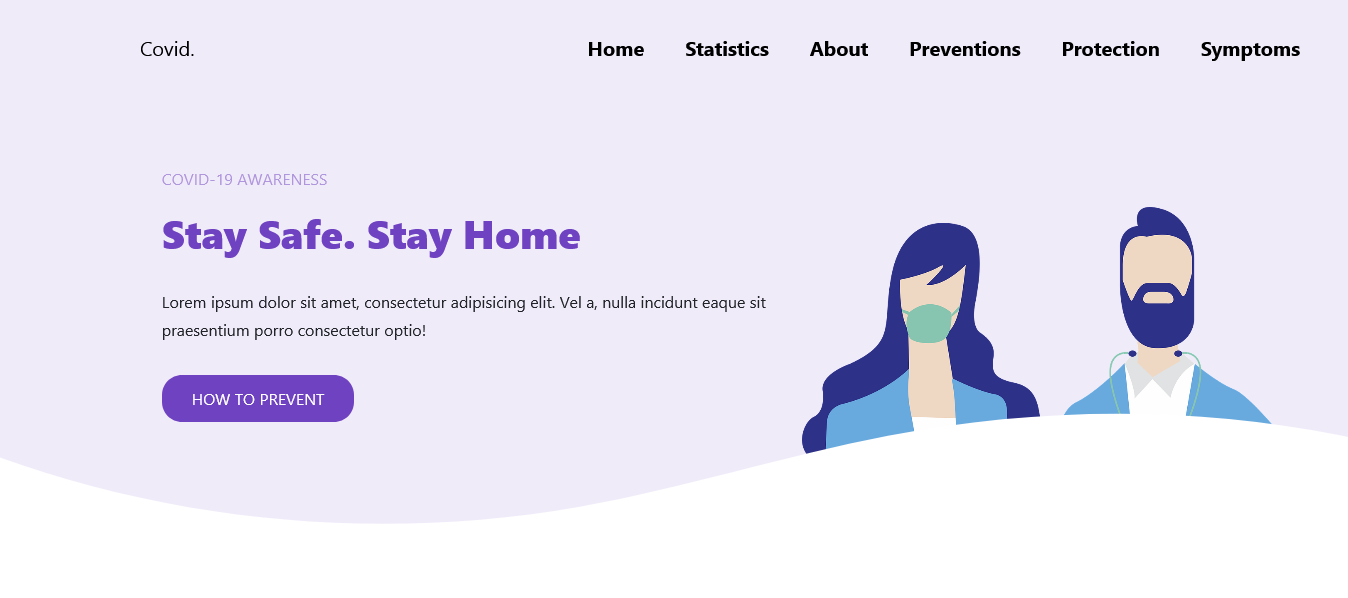 Covid.
Home Statistics About Preventions Protection Symptoms
COVID-19 AWARENESS
Stay Safe. Stay Home
Lorem ipsum dolor sit amet, consectetur adipisicing elit. Vel a, nulla incidunt eaque sit
praesentium porro consectetur optio!
HOW TO PREVENT